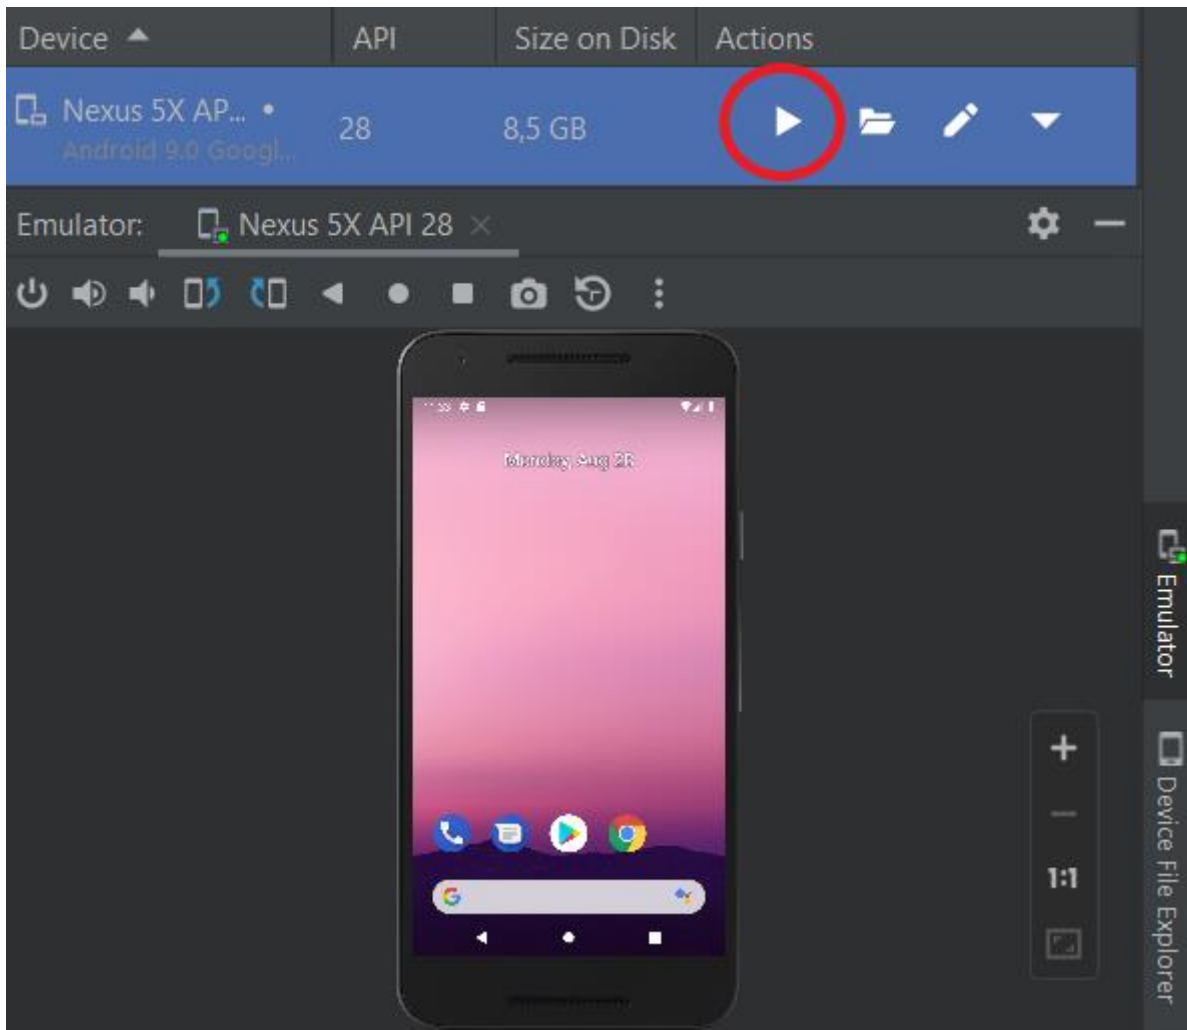 Device API Size on Disk Actions
Nexus 5X AP... 28 8,5 GB
Android 9.0 Googl...
Emulator: Nexus 5X API 28
Monday, Aug
1:1
Emulator
Device File Explorer